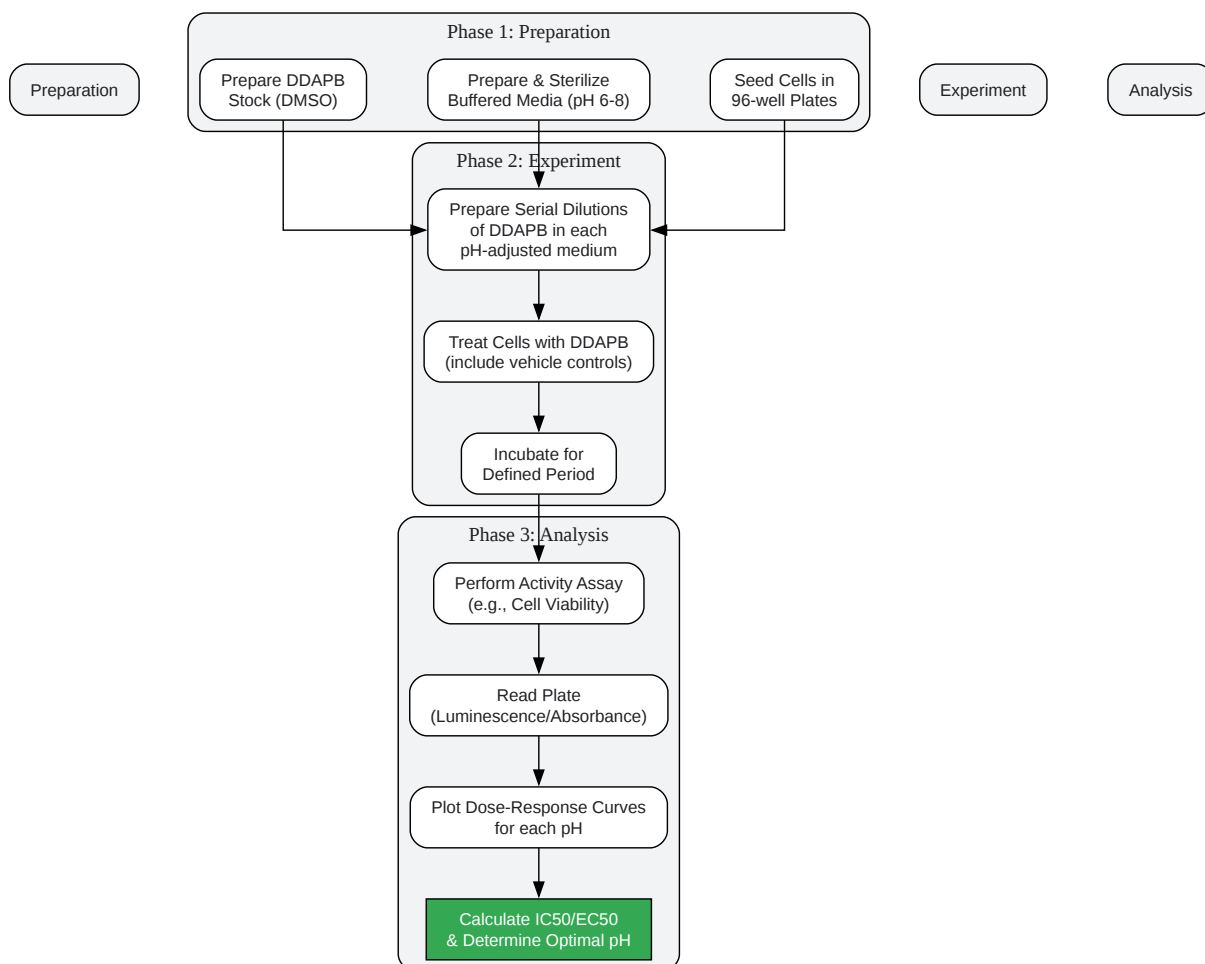 Phase 1: Preparation
Preparation
Prepare DDAPB
Stock (DMSO)
Prepare & Sterilize
Buffered Media (pH 6-8)
Seed Cells in
96-well Plates
Experiment
Analysis
Phase 2: Experiment
Prepare Serial Dilutions
of DDAPB in each
pH-adjusted medium
Treat Cells with DDAPB
(include vehicle controls)
Incubate for
Defined Period
Phase 3: Analysis
Perform Activity Assay
(e.g., Cell Viability)
Read Plate
(Luminescence/Absorbance)
Plot Dose-Response Curves
for each pH
Calculate IC50/EC50
& Determine Optimal pH